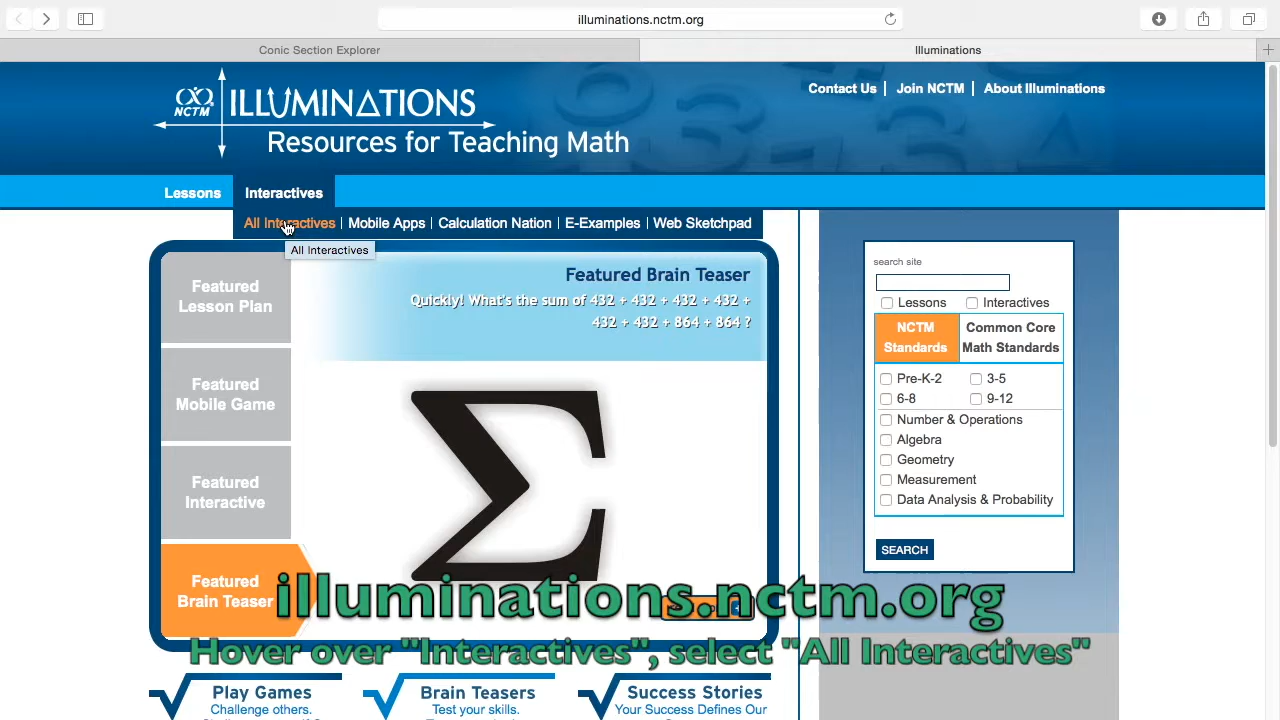 illuminations.nctm.org
Conic Section Explorer
Illuminations
Contact Us | Join NCTM | About Illuminations
NCTM
ILLUMINATIONS
Resources for Teaching Math
Lessons
Interactives
All Interactives | Mobile Apps | Calculation Nation | E-Examples | Web Sketchpad
All Interactives
Featured
Lesson Plan
Featured
Mobile Game
Featured
Interactive
Featured
Brain Teaser
Featured Brain Teaser
Quickly! What's the sum of 432 + 432 + 432 + 432 +
432 + 432 + 864 + 864 ?
Σ
search site
Lessons
Interactives
NCTM
Standards
Common Core
Math Standards
Pre-K-2
3-5
6-8
9-12
Number & Operations
Algebra
Geometry
Measurement
Data Analysis & Probability
SEARCH
illuminations.nctm.org
Hover over "Interactives", select "All Interactives"
Play Games
Challenge others.
Brain Teasers
Test your skills.
Success Stories
Your Success Defines Our